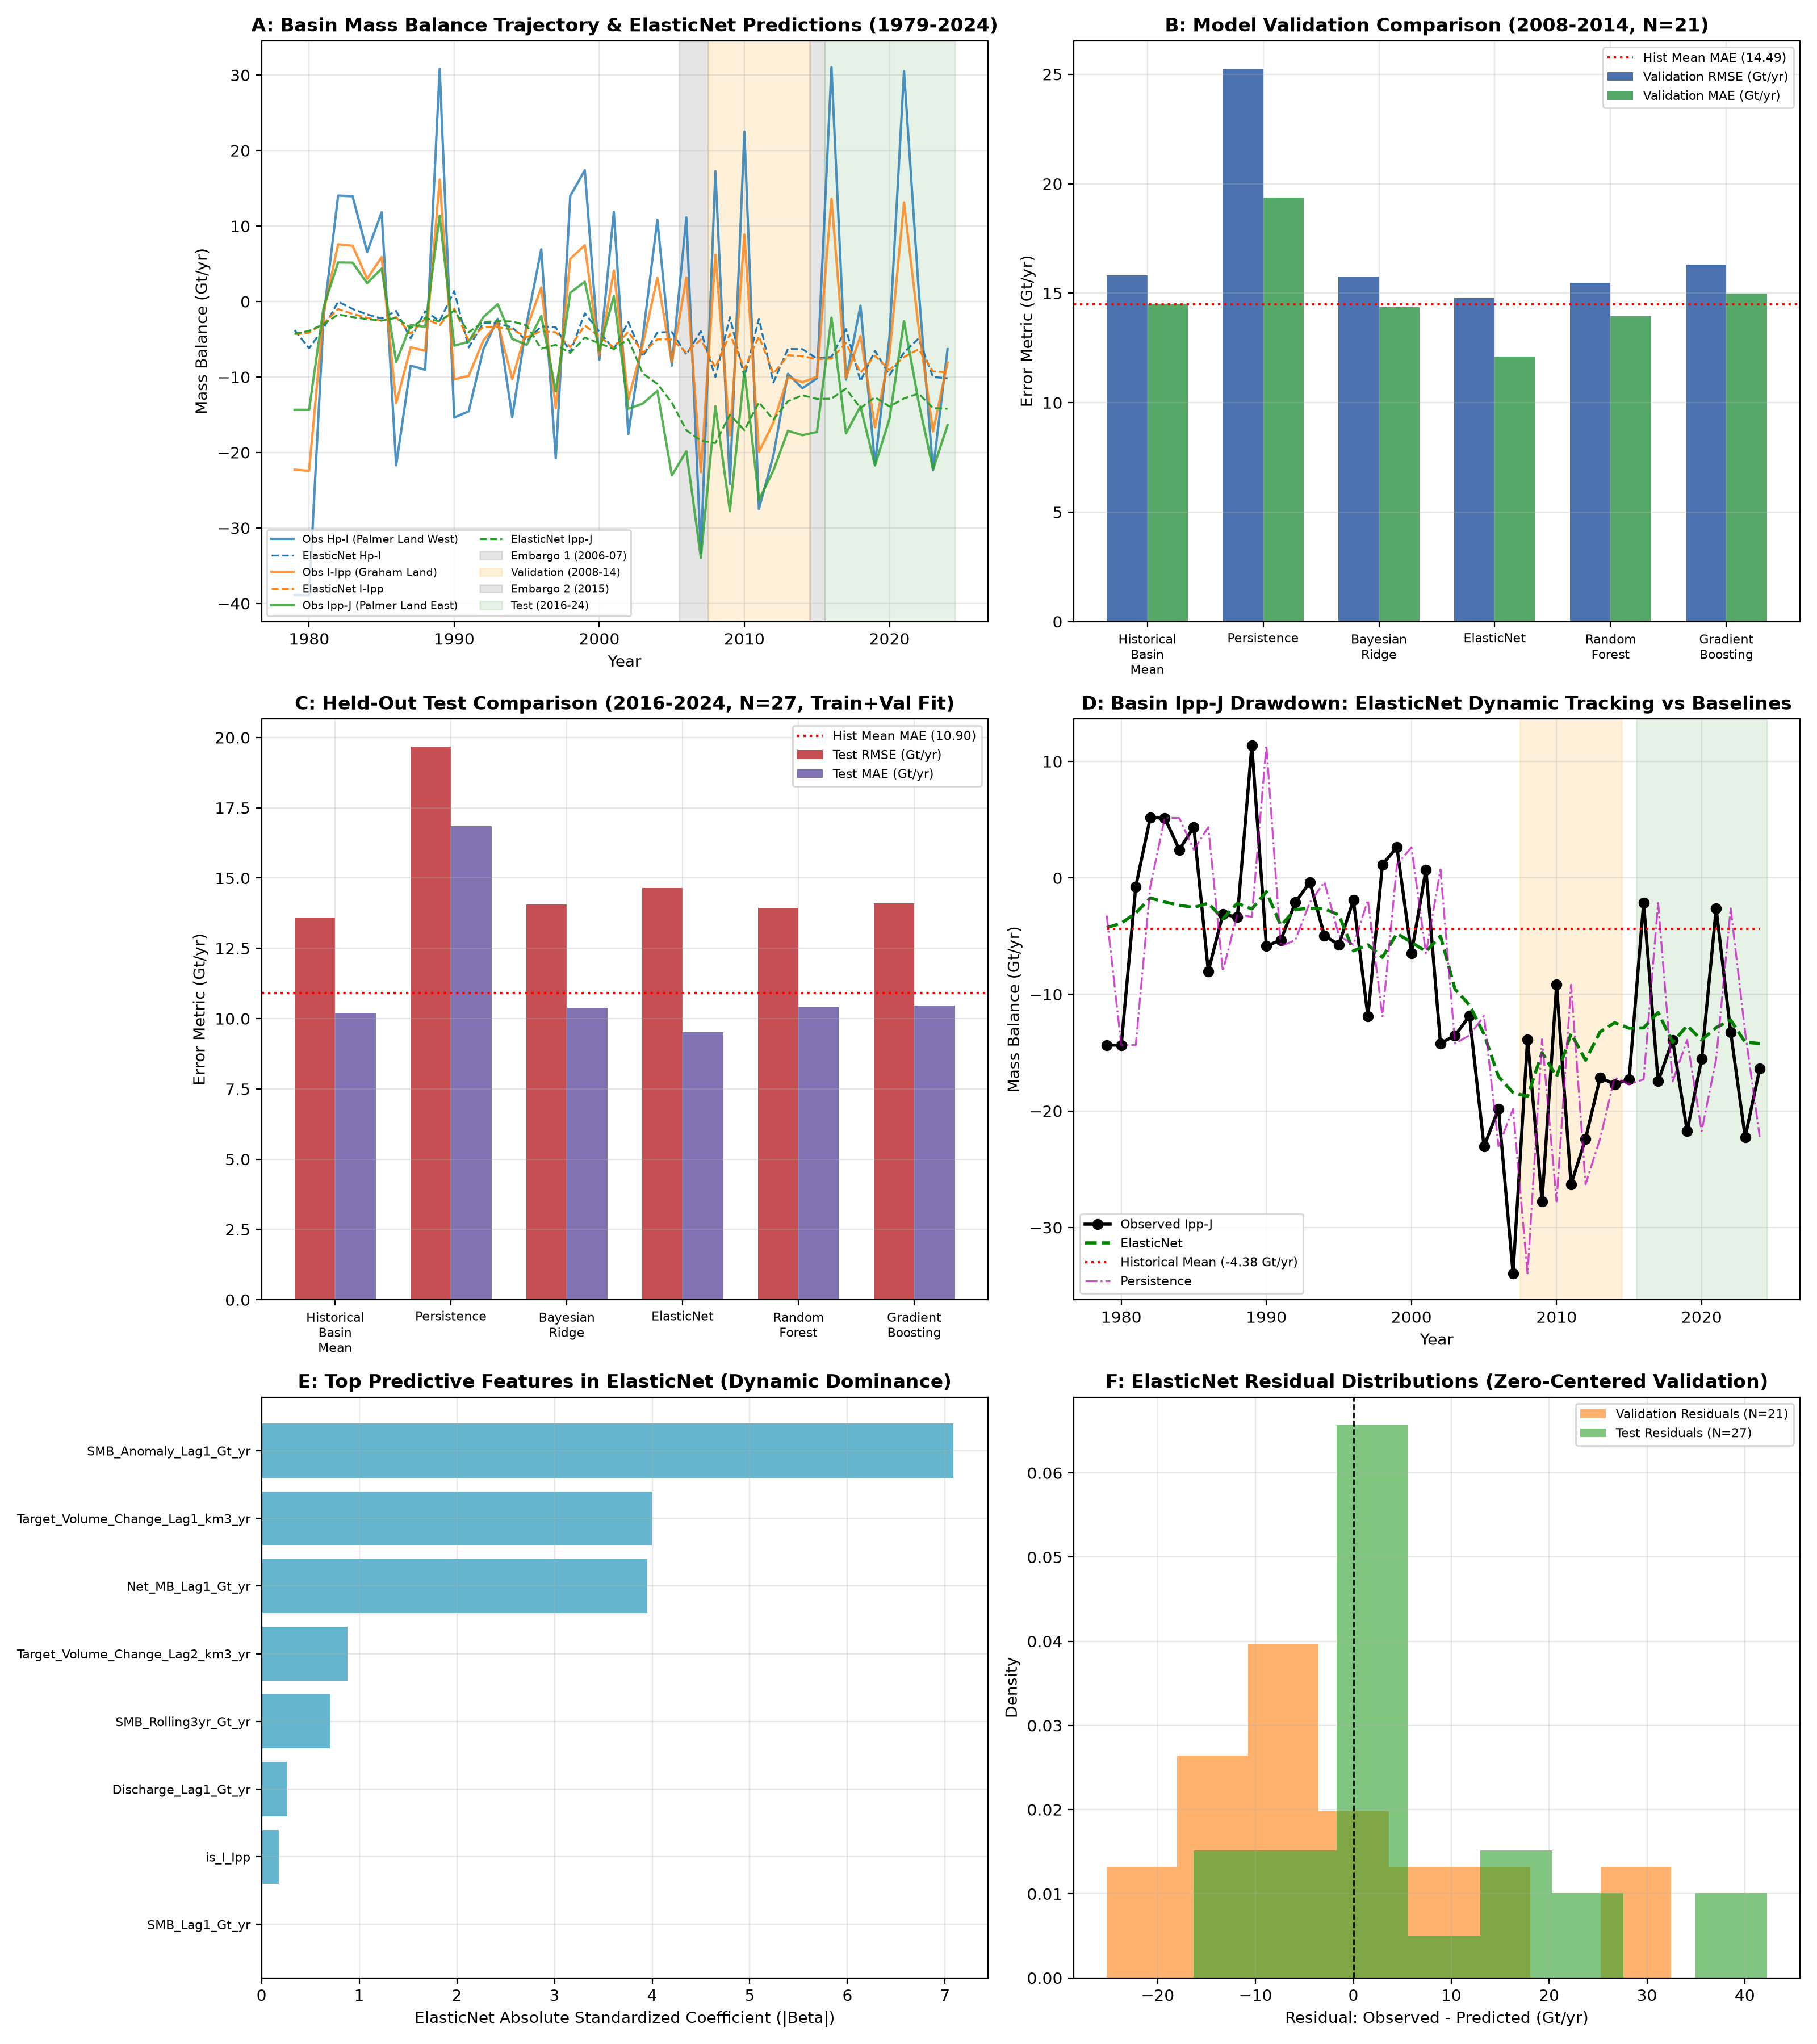 A: Basin Mass Balance Trajectory & ElasticNet Predictions (1979-2024)
Mass Balance (Gt/yr)
30
20
10
0
−10
−20
−30
−40
Obs Hp-I (Palmer Land West)
ElasticNet Hp-I
Obs I-Ipp (Graham Land)
ElasticNet I-Ipp
Obs Ipp-J (Palmer Land East)
ElasticNet Ipp-J
Embargo 1 (2006-07)
Validation (2008-14)
Embargo 2 (2015)
Test (2016-24)
1980
1990
2000
2010
2020
Year
B: Model Validation Comparison (2008-2014, N=21)
Error Metric (Gt/yr)
25
20
15
10
5
0
Hist Mean MAE (14.49)
Validation RMSE (Gt/yr)
Validation MAE (Gt/yr)
Historical
Basin
Mean
Persistence
Bayesian
Ridge
ElasticNet
Random
Forest
Gradient
Boosting
C: Held-Out Test Comparison (2016-2024, N=27, Train+Val Fit)
Error Metric (Gt/yr)
20.0
17.5
15.0
12.5
10.0
7.5
5.0
2.5
0.0
Hist Mean MAE (10.90)
Test RMSE (Gt/yr)
Test MAE (Gt/yr)
Historical
Basin
Mean
Persistence
Bayesian
Ridge
ElasticNet
Random
Forest
Gradient
Boosting
D: Basin Ipp-J Drawdown: ElasticNet Dynamic Tracking vs Baselines
Mass Balance (Gt/yr)
10
0
−10
−20
−30
Observed Ipp-J
ElasticNet
Historical Mean (-4.38 Gt/yr)
Persistence
1980
1990
2000
2010
2020
Year
E: Top Predictive Features in ElasticNet (Dynamic Dominance)
SMB_Anomaly_Lag1_Gt_yr
Target_Volume_Change_Lag1_km3_yr
Net_MB_Lag1_Gt_yr
Target_Volume_Change_Lag2_km3_yr
SMB_Rolling3yr_Gt_yr
Discharge_Lag1_Gt_yr
is_I_Ipp
SMB_Lag1_Gt_yr
0
1
2
3
4
5
6
7
ElasticNet Absolute Standardized Coefficient (|Beta|)
F: ElasticNet Residual Distributions (Zero-Centered Validation)
Density
0.06
0.05
0.04
0.03
0.02
0.01
0.00
Validation Residuals (N=21)
Test Residuals (N=27)
−20
−10
0
10
20
30
40
Residual: Observed - Predicted (Gt/yr)